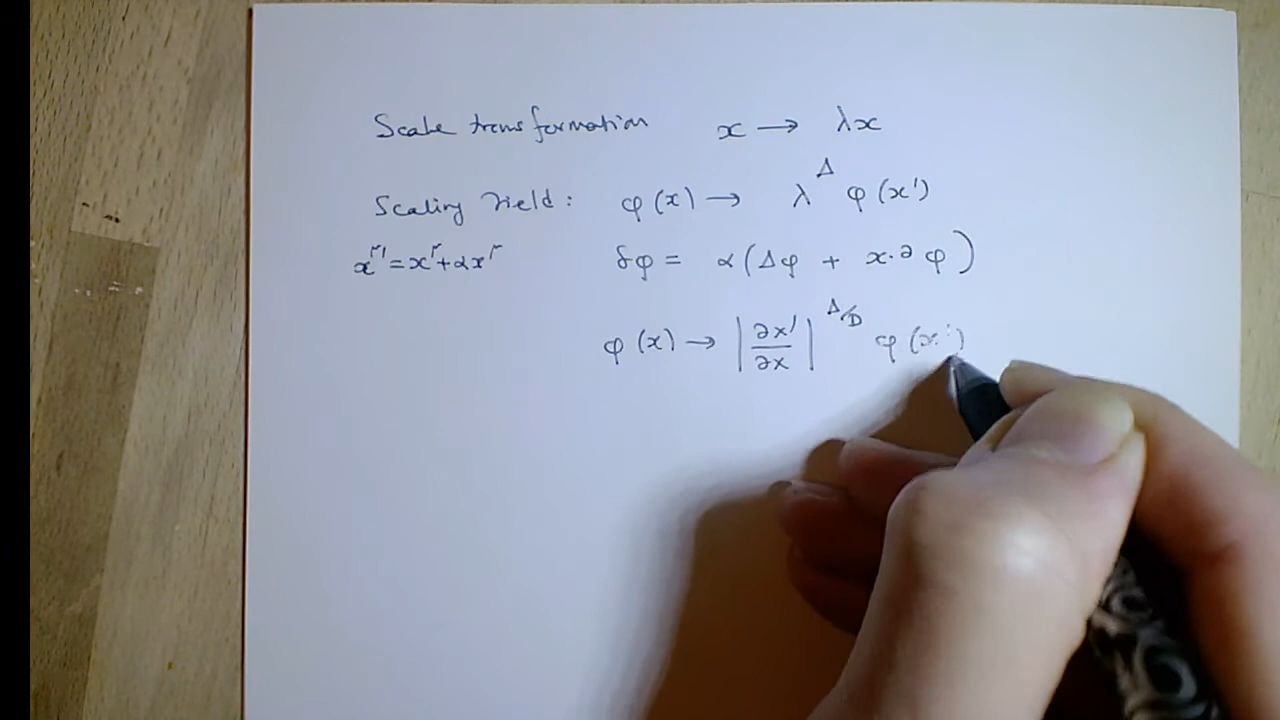 Scale transformation x → λx
Scaling Field: φ(x) → λ^Δ φ(x')
x^μ' = x^μ + αx^μ δφ = α(Δφ + x·∂φ)
φ(x) → |∂x'/∂x|^Δ/D φ(x')